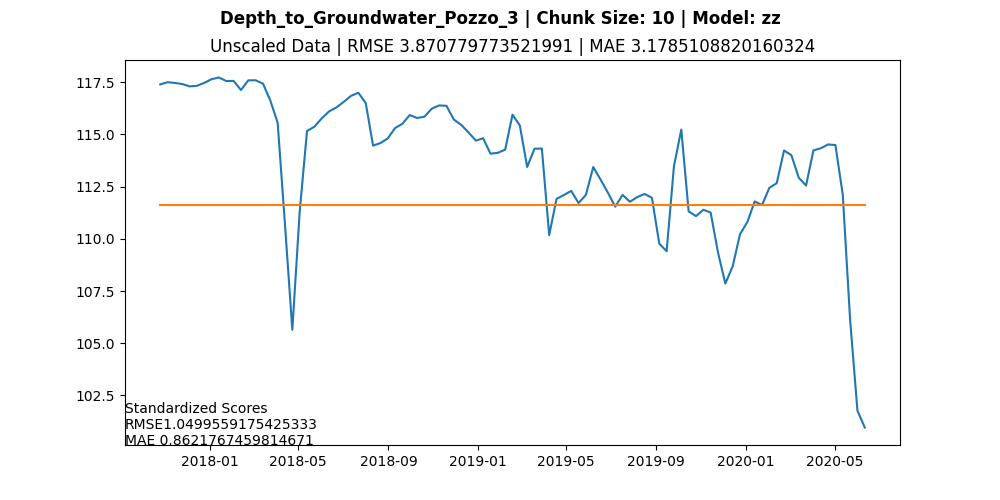 Depth_to_Groundwater_Pozzo_3 | Chunk Size: 10 | Model: zz
Unscaled Data | RMSE 3.870779773521991 | MAE 3.1785108820160324
117.5
115.0
112.5
110.0
107.5
105.0
102.5
Standardized Scores
RMSE1.0499559175425333
MAE 0.8621767459814671
2018-01 2018-05 2018-09 2019-01 2019-05 2019-09 2020-01 2020-05